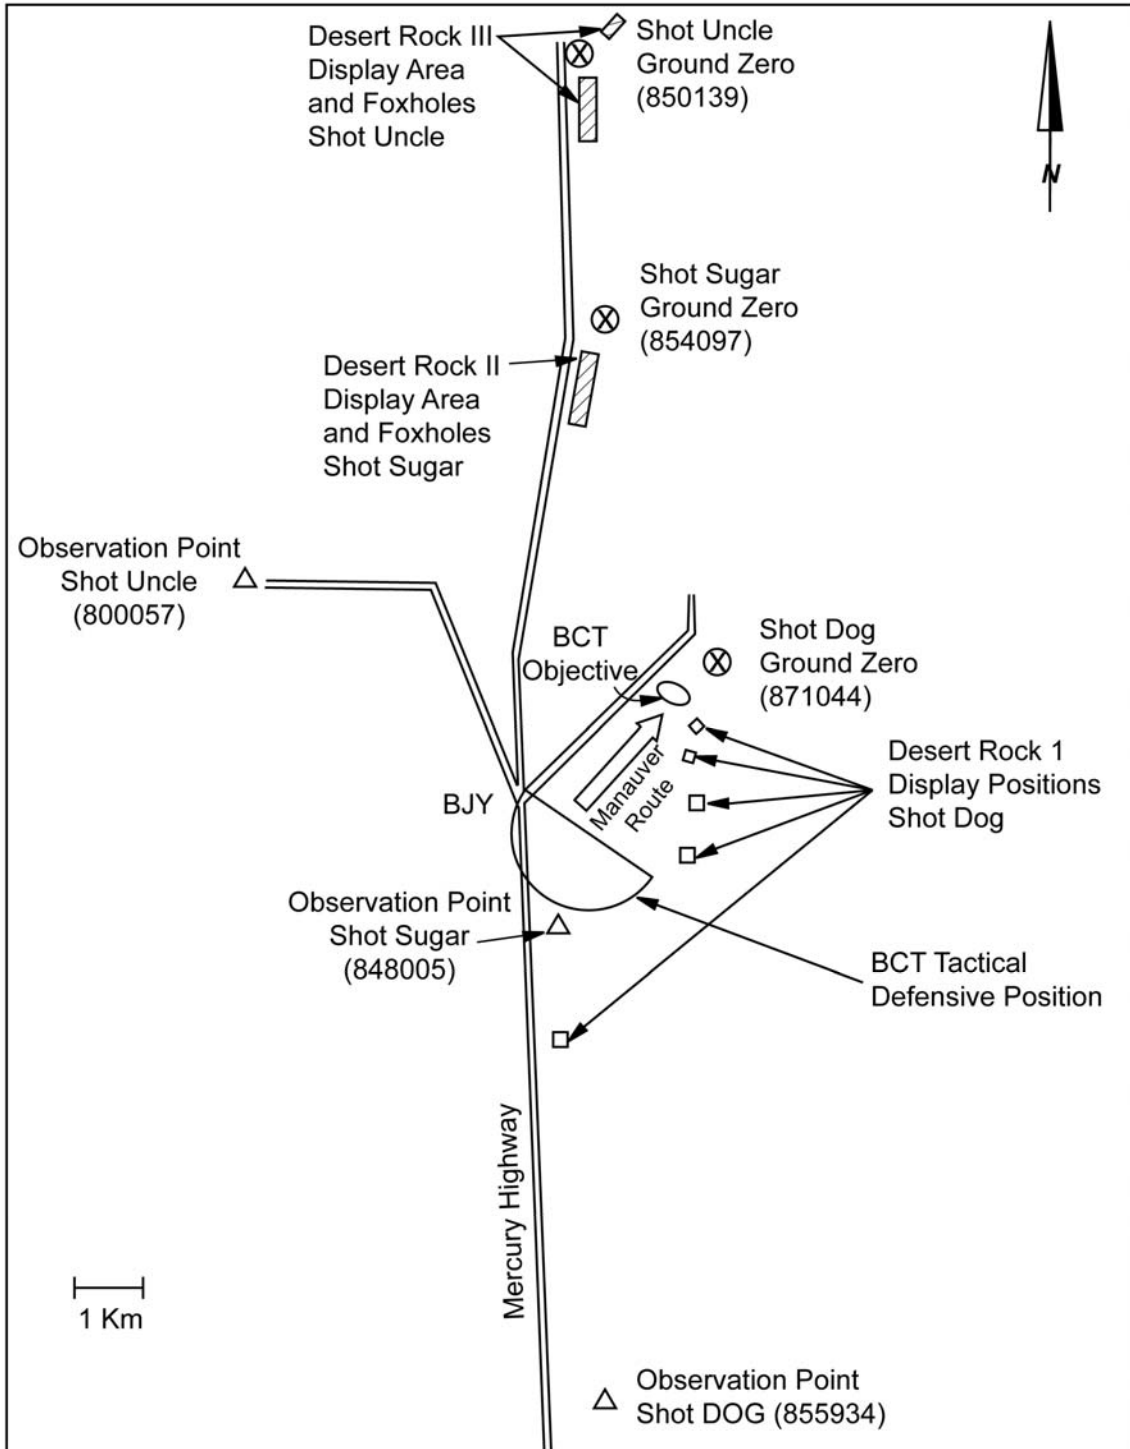 Desert Rock III
Display Area
and Foxholes
Shot Uncle
Shot Uncle
Ground Zero
(850139)
N
Shot Sugar
Ground Zero
(854097)
Desert Rock II
Display Area
and Foxholes
Shot Sugar
Observation Point
Shot Uncle
(800057)
BCT
Objective
Shot Dog
Ground Zero
(871044)
Manauver
Route
Desert Rock 1
Display Positions
Shot Dog
BJY
Observation Point
Shot Sugar
(848005)
BCT Tactical
Defensive Position
Mercury Highway
1 Km
Observation Point
Shot DOG (855934)